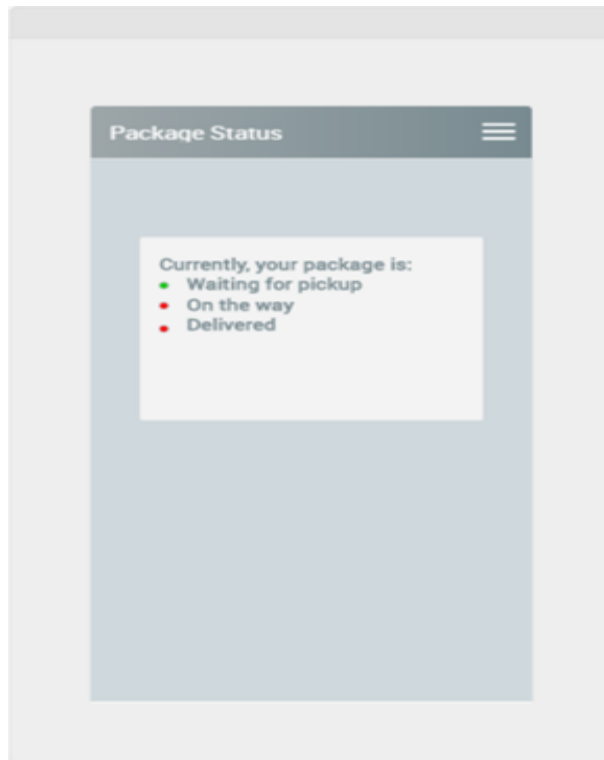 Package Status
Currently, your package is:
Waiting for pickup
On the way
Delivered